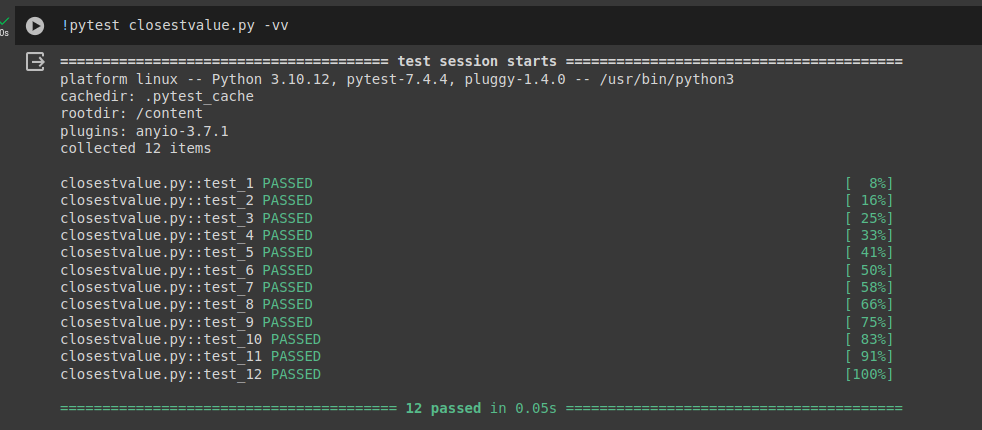 0s
!pytest closestvalue.py -vv
======================================= test session starts ========================================
platform linux -- Python 3.10.12, pytest-7.4.4, pluggy-1.4.0 -- /usr/bin/python3
cachedir: .pytest_cache
rootdir: /content
plugins: anyio-3.7.1
collected 12 items
closestvalue.py::test_1 PASSED [  8%]
closestvalue.py::test_2 PASSED [ 16%]
closestvalue.py::test_3 PASSED [ 25%]
closestvalue.py::test_4 PASSED [ 33%]
closestvalue.py::test_5 PASSED [ 41%]
closestvalue.py::test_6 PASSED [ 50%]
closestvalue.py::test_7 PASSED [ 58%]
closestvalue.py::test_8 PASSED [ 66%]
closestvalue.py::test_9 PASSED [ 75%]
closestvalue.py::test_10 PASSED [ 83%]
closestvalue.py::test_11 PASSED [ 91%]
closestvalue.py::test_12 PASSED [100%]
======================================== 12 passed in 0.05s ========================================